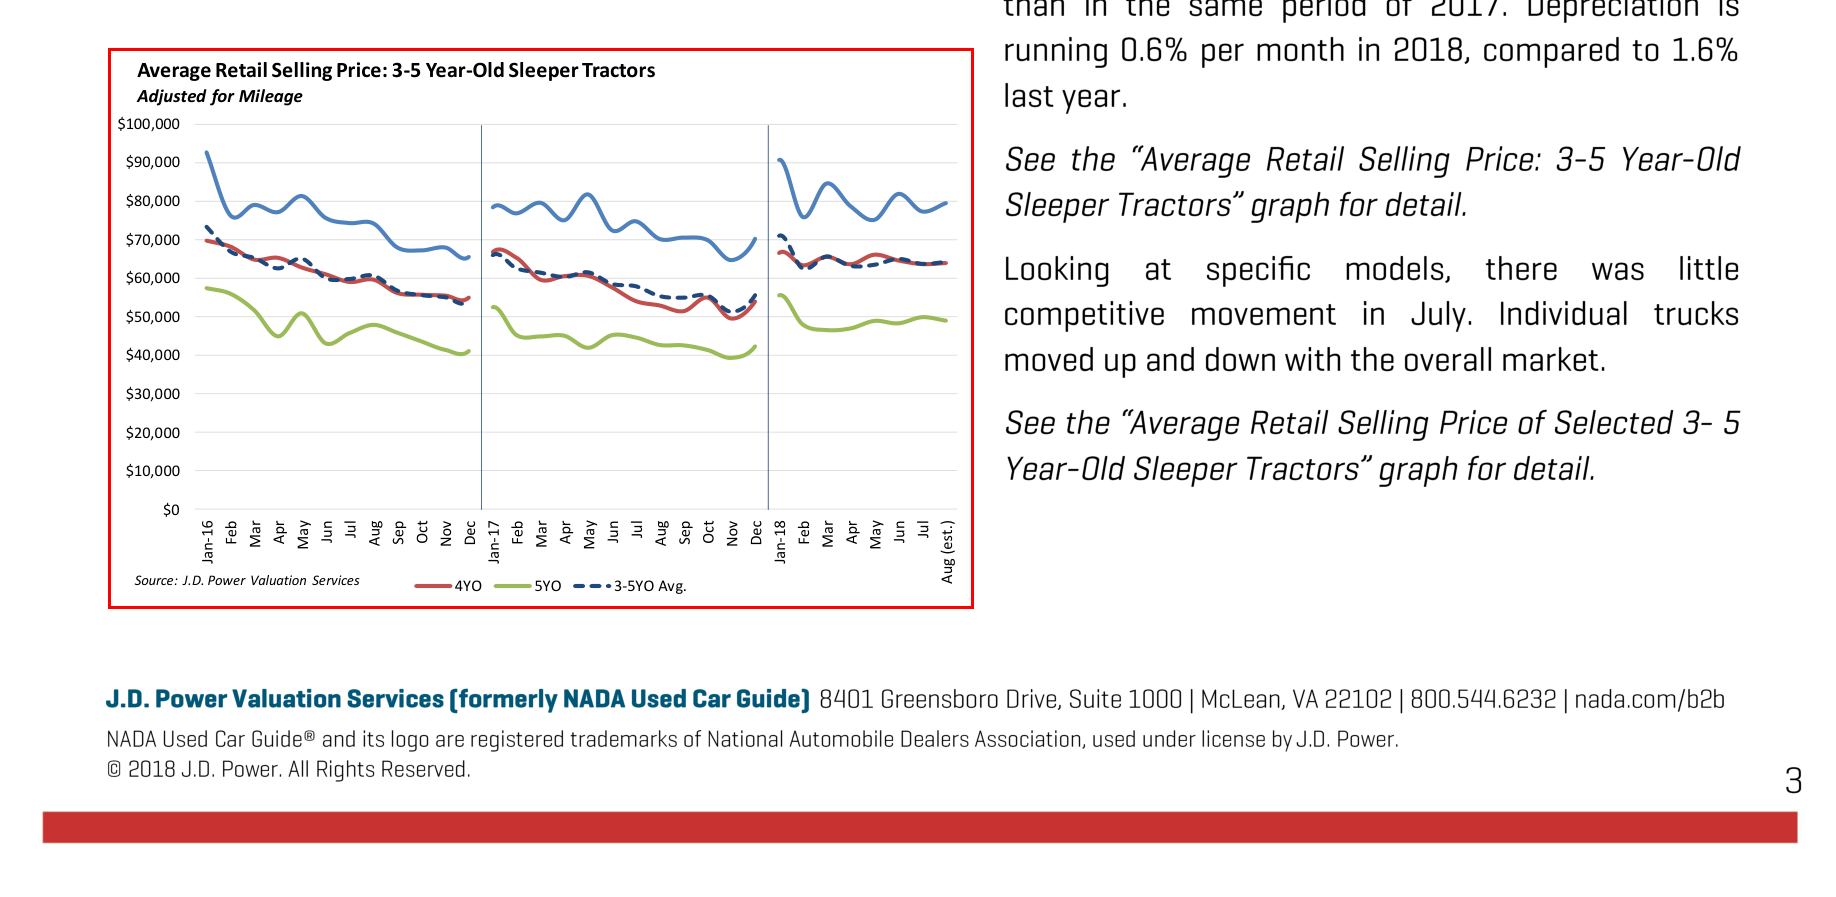 than in the same period of 2017. Depreciation is
running 0.6% per month in 2018, compared to 1.6%
last year.
See the “Average Retail Selling Price: 3-5 Year-Old
Sleeper Tractors” graph for detail.
Looking at specific models, there was little
competitive movement in July. Individual trucks
moved up and down with the overall market.
See the “Average Retail Selling Price of Selected 3- 5
Year-Old Sleeper Tractors” graph for detail.
Average Retail Selling Price: 3-5 Year-Old Sleeper Tractors
Adjusted for Mileage
$100,000
$90,000
$80,000
$70,000
$60,000
$50,000
$40,000
$30,000
$20,000
$10,000
$0
Jan-16 Feb Mar Apr May Jun Jul Aug Sep Oct Nov Dec Jan-17 Feb Mar Apr May Jun Jul Aug Sep Oct Nov Dec Jan-18 Feb Mar Apr May Jun Jul Aug (est.)
Source: J.D. Power Valuation Services
4YO 5YO 3-5YO Avg.
J.D. Power Valuation Services (formerly NADA Used Car Guide) 8401 Greensboro Drive, Suite 1000 | McLean, VA 22102 | 800.544.6232 | nada.com/b2b
NADA Used Car Guide® and its logo are registered trademarks of National Automobile Dealers Association, used under license by J.D. Power.
© 2018 J.D. Power. All Rights Reserved.
3